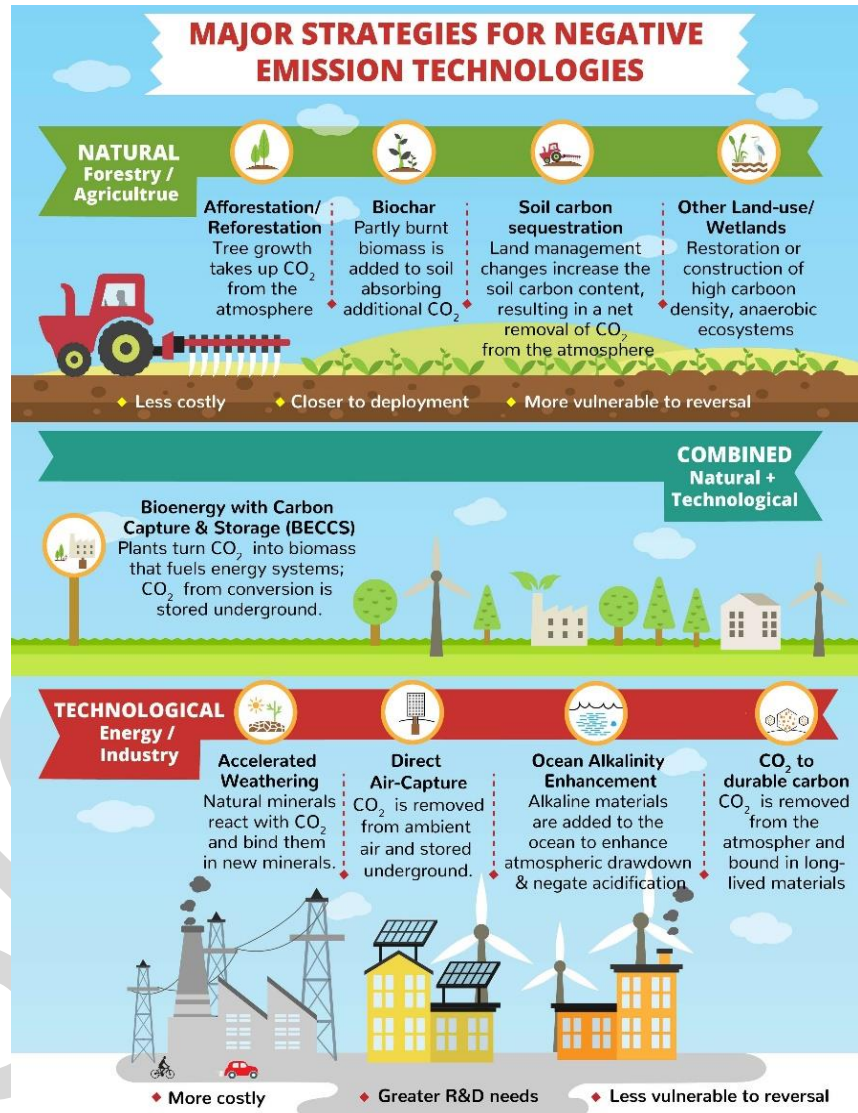 MAJOR STRATEGIES FOR NEGATIVE
EMISSION TECHNOLOGIES
NATURAL
Forestry /
Agricultrue
Afforestation/
Reforestation
Tree growth
takes up CO₂
from the
atmosphere
Biochar
Partly burnt
biomass is
added to soil
absorbing
additional CO₂
Soil carbon
sequestration
Land management
changes increase the
soil carbon content,
resulting in a net
removal of CO₂
from the atmosphere
Other Land-use/
Wetlands
Restoration or
construction of
high carboon
density, anaerobic
ecosystems
Less costly
Closer to deployment
More vulnerable to reversal
COMBINED
Natural +
Technological
Bioenergy with Carbon
Capture & Storage (BECCS)
Plants turn CO₂ into biomass
that fuels energy systems;
CO₂ from conversion is
stored underground.
TECHNOLOGICAL
Energy /
Industry
Accelerated
Weathering
Natural minerals
react with CO₂
and bind them
in new minerals.
Direct
Air-Capture
CO₂ is removed
from ambient
air and stored
underground.
Ocean Alkalinity
Enhancement
Alkaline materials
are added to the
ocean to enhance
atmospheric drawdown
& negate acidification
CO₂ to
durable carbon
CO₂ is removed
from the
atmospher and
bound in long-
lived materials
More costly
Greater R&D needs
Less vulnerable to reversal